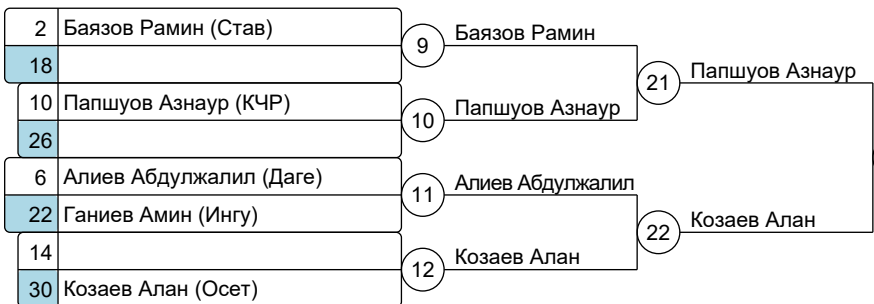 2 Баязов Рамин (Став)
18
10 Папшуов Азнаур (КЧР)
26
6 Алиев Абдулжалил (Даге)
22 Ганиев Амин (Ингу)
14
30 Козаев Алан (Осет)
9 Баязов Рамин
10 Папшуов Азнаур
11 Алиев Абдулжалил
12 Козаев Алан
21 Папшуов Азнаур
22 Козаев Алан